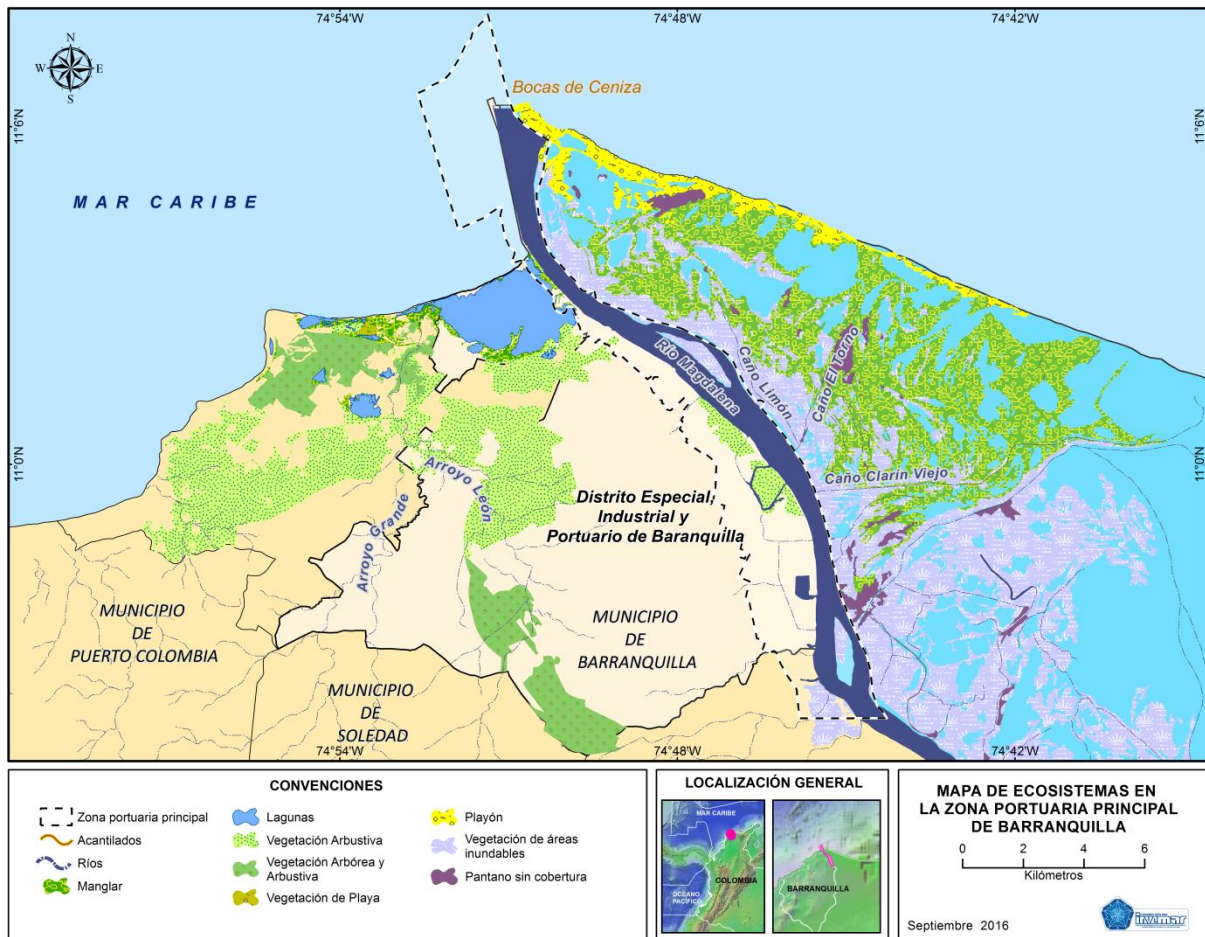 74°54'W
74°48'W
74°42'W
N
W
E
S
Bocas de Ceniza
11°6'N
11°6'N
MAR CARIBE
Río Magdalena
Caño Limón
Caño El Torno
11°0'N
11°0'N
Caño Clarín Viejo
Arroyo León
Arroyo Grande
Distrito Especial,
Industrial y
Portuario de Baranquilla
MUNICIPIO
DE
PUERTO COLOMBIA
MUNICIPIO
DE
BARRANQUILLA
MUNICIPIO
DE
SOLEDAD
74°54'W
74°48'W
74°42'W
CONVENCIONES
Zona portuaria principal
Acantilados
Ríos
Manglar
Lagunas
Vegetación Arbustiva
Vegetación Arbórea y
Arbustiva
Vegetación de Playa
Playón
Vegetación de áreas
inundables
Pantano sin cobertura
LOCALIZACIÓN GENERAL
MAR CARIBE
COLOMBIA
OCÉANO
PACÍFICO
BARRANQUILLA
MAPA DE ECOSISTEMAS EN
LA ZONA PORTUARIA PRINCIPAL
DE BARRANQUILLA
0 2 4 6
Kilómetros
Septiembre 2016
invemar